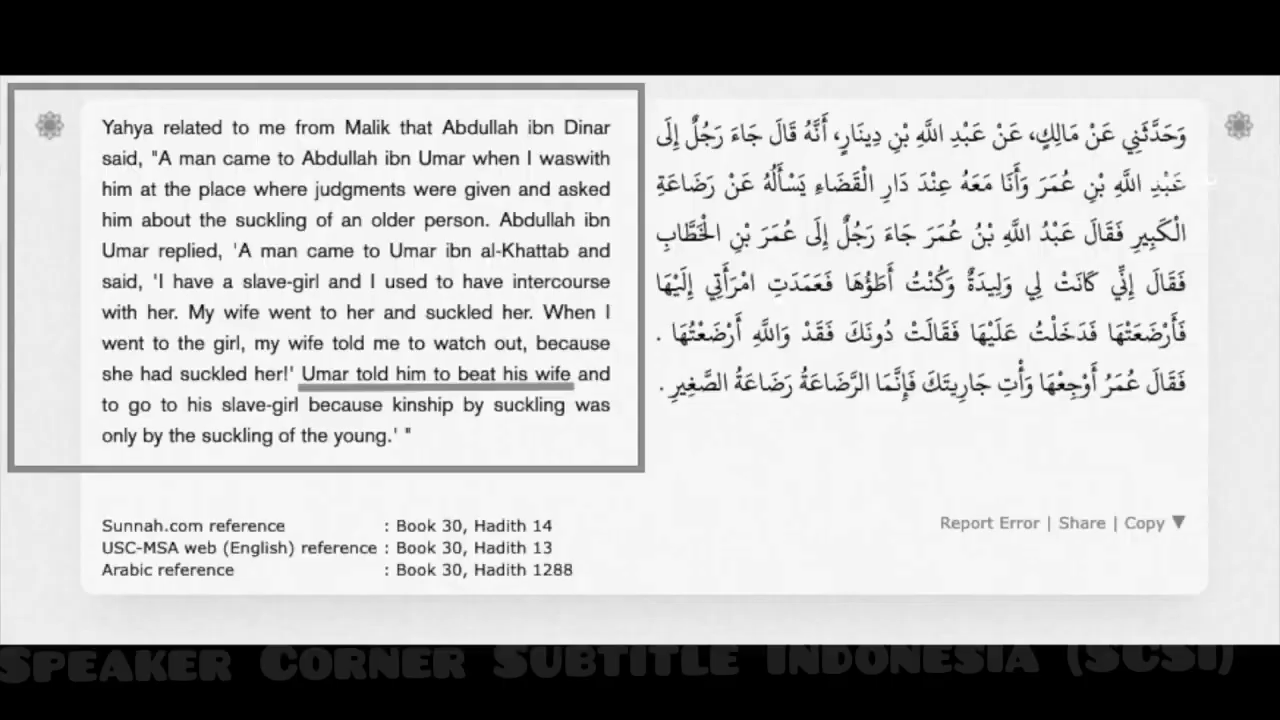 Yahya related to me from Malik that Abdullah ibn Dinar
said, "A man came to Abdullah ibn Umar when I waswith
him at the place where judgments were given and asked
him about the suckling of an older person. Abdullah ibn
Umar replied, 'A man came to Umar ibn al-Khattab and
said, 'I have a slave-girl and I used to have intercourse
with her. My wife went to her and suckled her. When I
went to the girl, my wife told me to watch out, because
she had suckled her!' Umar told him to beat his wife and
to go to his slave-girl because kinship by suckling was
only by the suckling of the young.' "
وَحَدَّثَنِي عَنْ مَالِكٍ، عَنْ عَبْدِ اللَّهِ بْنِ دِينَارٍ، أَنَّهُ قَالَ جَاءَ رَجُلٌ إِلَى
عَبْدِ اللَّهِ بْنِ عُمَرَ وَأَنَا مَعَهُ عِنْدَ دَارِ الْقَضَاءِ يَسْأَلُهُ عَنْ رَضَاعَةِ
الْكَبِيرِ فَقَالَ عَبْدُ اللَّهِ بْنُ عُمَرَ جَاءَ رَجُلٌ إِلَى عُمَرَ بْنِ الْخَطَّابِ
فَقَالَ إِنِّي كَانَتْ لِي وَلِيدَةٌ وَكُنْتُ أَطَؤُهَا فَعَمَدَتِ امْرَأَتِي إِلَيْهَا
فَأَرْضَعَتْهَا فَدَخَلْتُ عَلَيْهَا فَقَالَتْ دُونَكَ فَقَدْ وَاللَّهِ أَرْضَعْتُهَا ‏.‏
فَقَالَ عُمَرُ أَوْجِعْهَا وَأْتِ جَارِيتَكَ فَإِنَّمَا الرَّضَاعَةُ رَضَاعَةُ الصَّغِيرِ ‏.‏
Sunnah.com reference : Book 30, Hadith 14
USC-MSA web (English) reference : Book 30, Hadith 13
Arabic reference : Book 30, Hadith 1288
Report Error | Share | Copy ▼
SPEAKER CORNER SUBTITLE INDONESIA (SCSI)